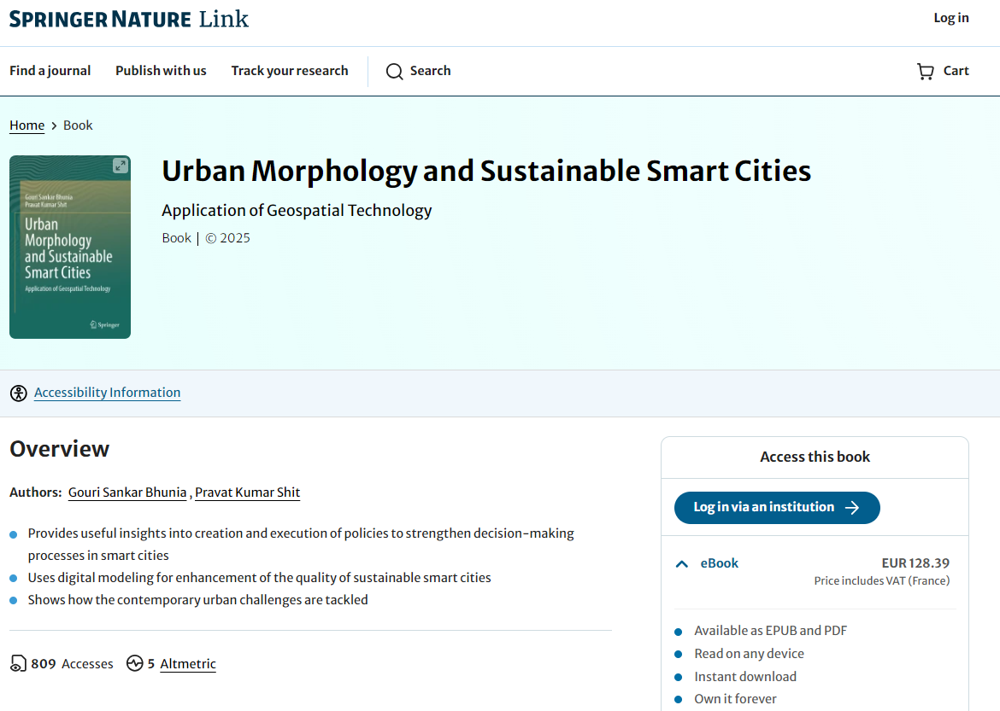 SPRINGER NATURE Link
Log in
Find a journal
Publish with us
Track your research
Search
Cart
Home
Book
Gouri Sankar Bhunia
Pravat Kumar Shit
Urban
Morphology
and Sustainable
Smart Cities
Application of Geospatial Technology
Springer
Urban Morphology and Sustainable Smart Cities
Application of Geospatial Technology
Book | © 2025
Accessibility Information
Overview
Authors: Gouri Sankar Bhunia , Pravat Kumar Shit
Provides useful insights into creation and execution of policies to strengthen decision-making
processes in smart cities
Uses digital modeling for enhancement of the quality of sustainable smart cities
Shows how the contemporary urban challenges are tackled
809 Accesses
5 Altmetric
Access this book
Log in via an institution
eBook
EUR 128.39
Price includes VAT (France)
Available as EPUB and PDF
Read on any device
Instant download
Own it forever